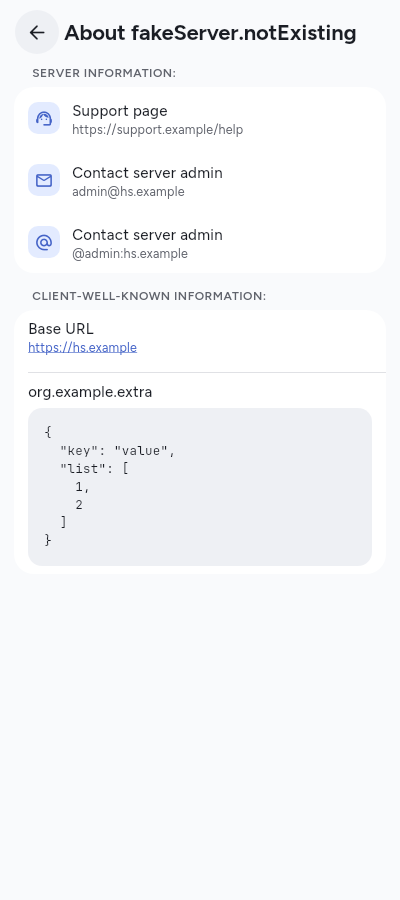 About fakeServer.notExisting
SERVER INFORMATION:
Support page
https://support.example/help
Contact server admin
admin@hs.example
Contact server admin
@admin:hs.example
CLIENT-WELL-KNOWN INFORMATION:
Base URL
https://hs.example
org.example.extra
{
  "key": "value",
  "list": [
    1,
    2
  ]
}